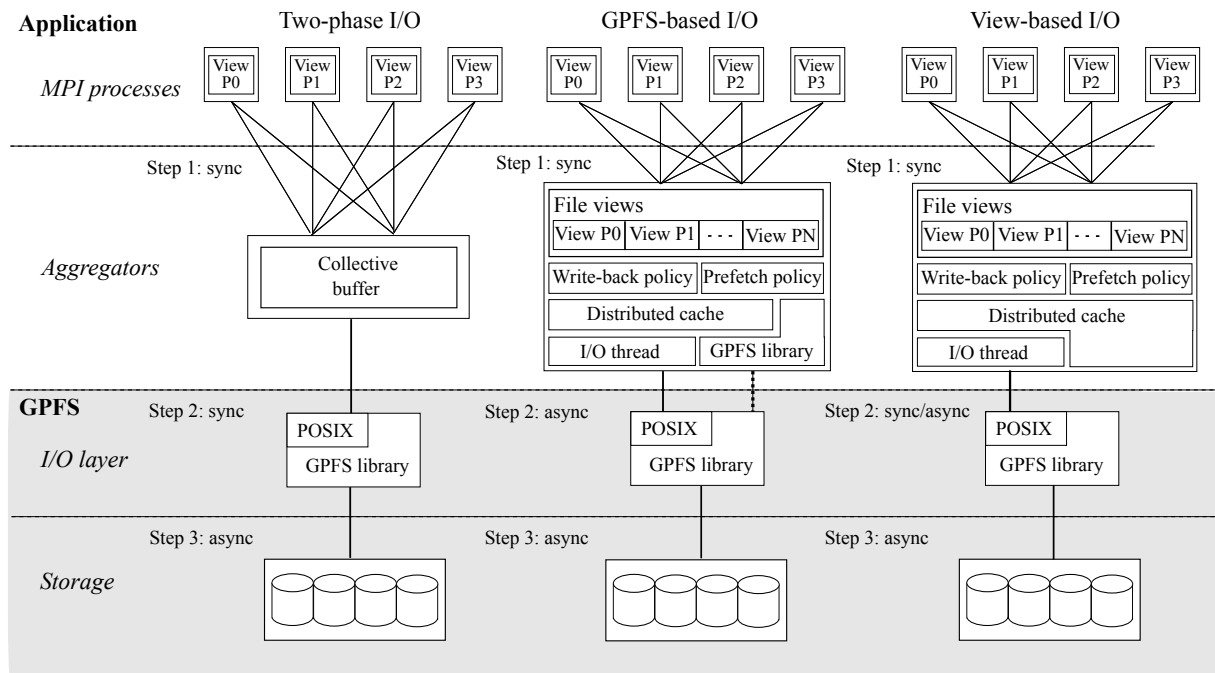 Application
Two-phase I/O
GPFS-based I/O
View-based I/O
MPI processes
View
P0
View
P1
View
P2
View
P3
View
P0
View
P1
View
P2
View
P3
View
P0
View
P1
View
P2
View
P3
Step 1: sync
Step 1: sync
Step 1: sync
Aggregators
Collective
buffer
File views
View P0 View P1 - - - View PN
Write-back policy Prefetch policy
Distributed cache
I/O thread GPFS library
File views
View P0 View P1 - - - View PN
Write-back policy Prefetch policy
Distributed cache
I/O thread
GPFS
I/O layer
Step 2: sync
POSIX
GPFS library
Step 2: async
POSIX
GPFS library
Step 2: sync/async
POSIX
GPFS library
Storage
Step 3: async
Step 3: async
Step 3: async